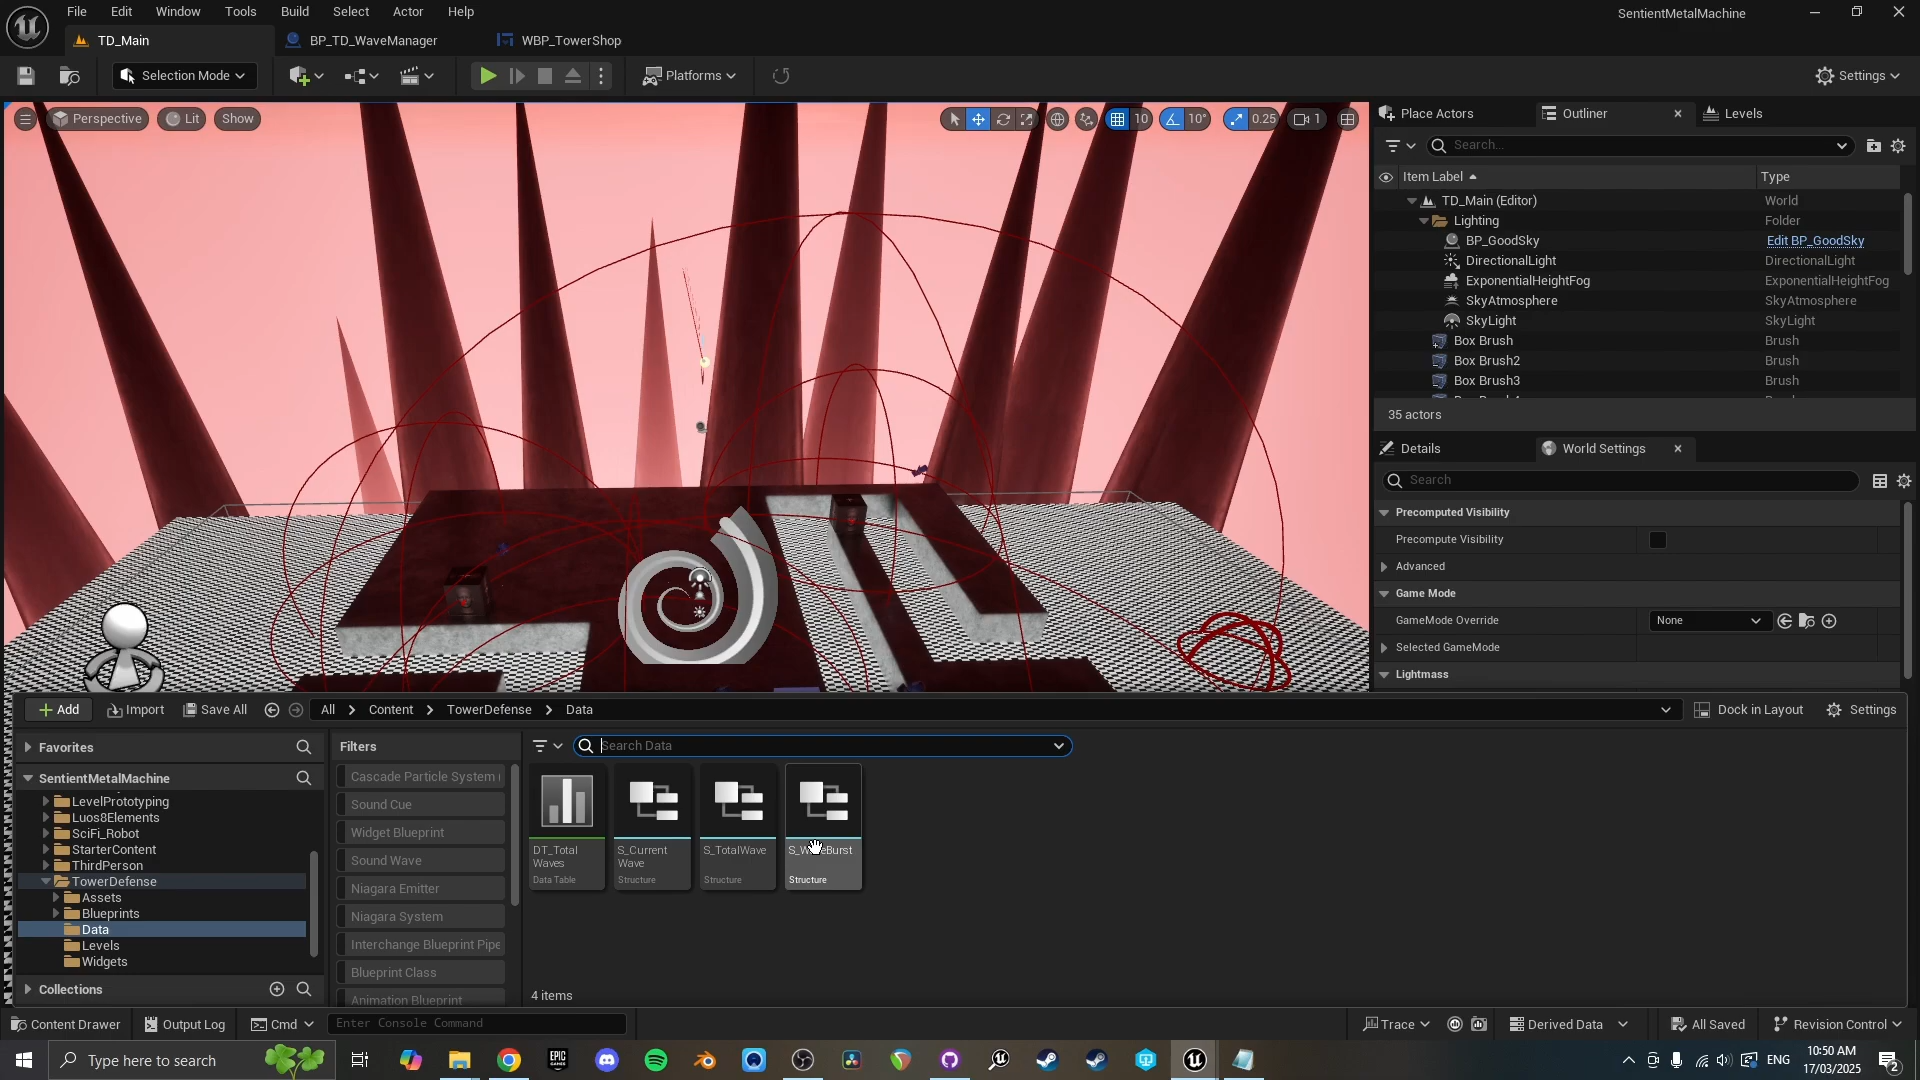 File Edit Window Tools Build Select Actor Help
SentientMetalMachine
TD_Main
BP_TD_WaveManager
WBP_TowerShop
Selection Mode
Platforms
Settings
Perspective
Lit
Show
10
10°
0.25
1
Place Actors
Outliner
Levels
Search...
Item Label
Type
TD_Main (Editor)
World
Lighting
Folder
BP_GoodSky
Edit BP_GoodSky
DirectionalLight
DirectionalLight
ExponentialHeightFog
ExponentialHeightFog
SkyAtmosphere
SkyAtmosphere
SkyLight
SkyLight
Box Brush
Brush
Box Brush2
Brush
Box Brush3
Brush
35 actors
Details
World Settings
Search
Precomputed Visibility
Precompute Visibility
Advanced
Game Mode
GameMode Override
None
Selected GameMode
Lightmass
Add
Import
Save All
All
Content
TowerDefense
Data
Dock in Layout
Settings
Favorites
SentientMetalMachine
LevelPrototyping
Luos8Elements
SciFi_Robot
StarterContent
ThirdPerson
TowerDefense
Assets
Blueprints
Data
Levels
Widgets
Collections
Filters
Cascade Particle System (
Sound Cue
Widget Blueprint
Sound Wave
Niagara Emitter
Niagara System
Interchange Blueprint Pipe
Blueprint Class
Animation Blueprint
Search Data
DT_Total
Waves
Data Table
S_Current
Wave
Structure
S_TotalWave
Structure
S_WaveBurst
Structure
4 items
Content Drawer
Output Log
Cmd
Enter Console Command
Trace
Derived Data
All Saved
Revision Control
Type here to search
ENG
10:50 AM
17/03/2025
2